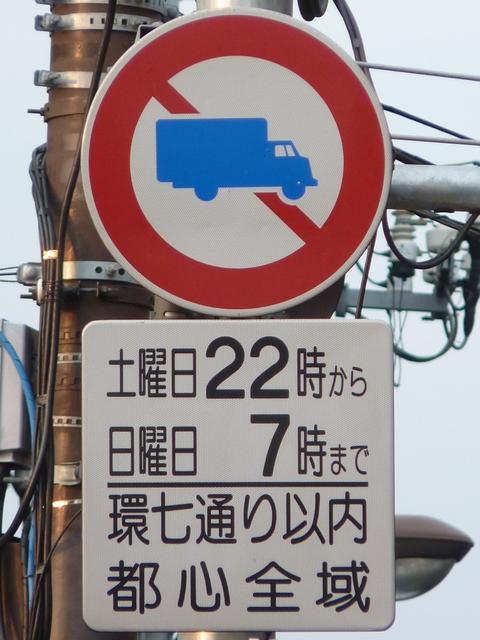 土曜日22時から
日曜日 7時まで
環七通り以内
都心全域